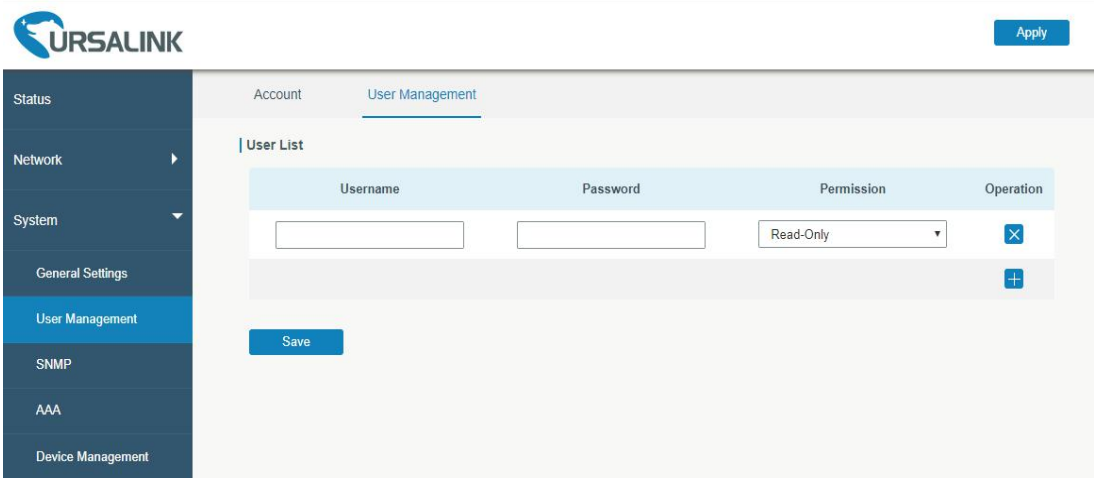 URSALINK
Apply
Status
Network
System
General Settings
User Management
SNMP
AAA
Device Management
Account User Management
User List
Username Password Permission Operation
Read-Only
Save